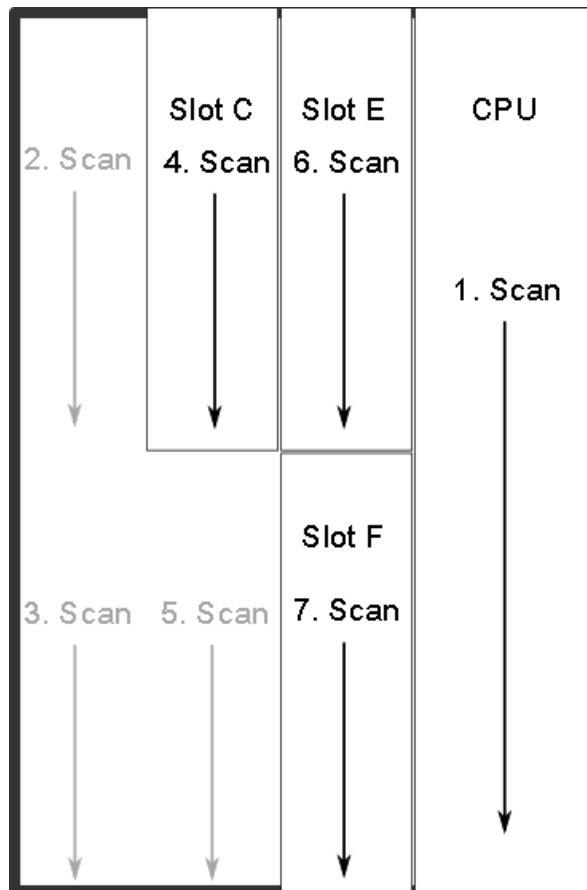 Slot C
Slot E
CPU
2. Scan
4. Scan
6. Scan
1. Scan
Slot F
3. Scan
5. Scan
7. Scan